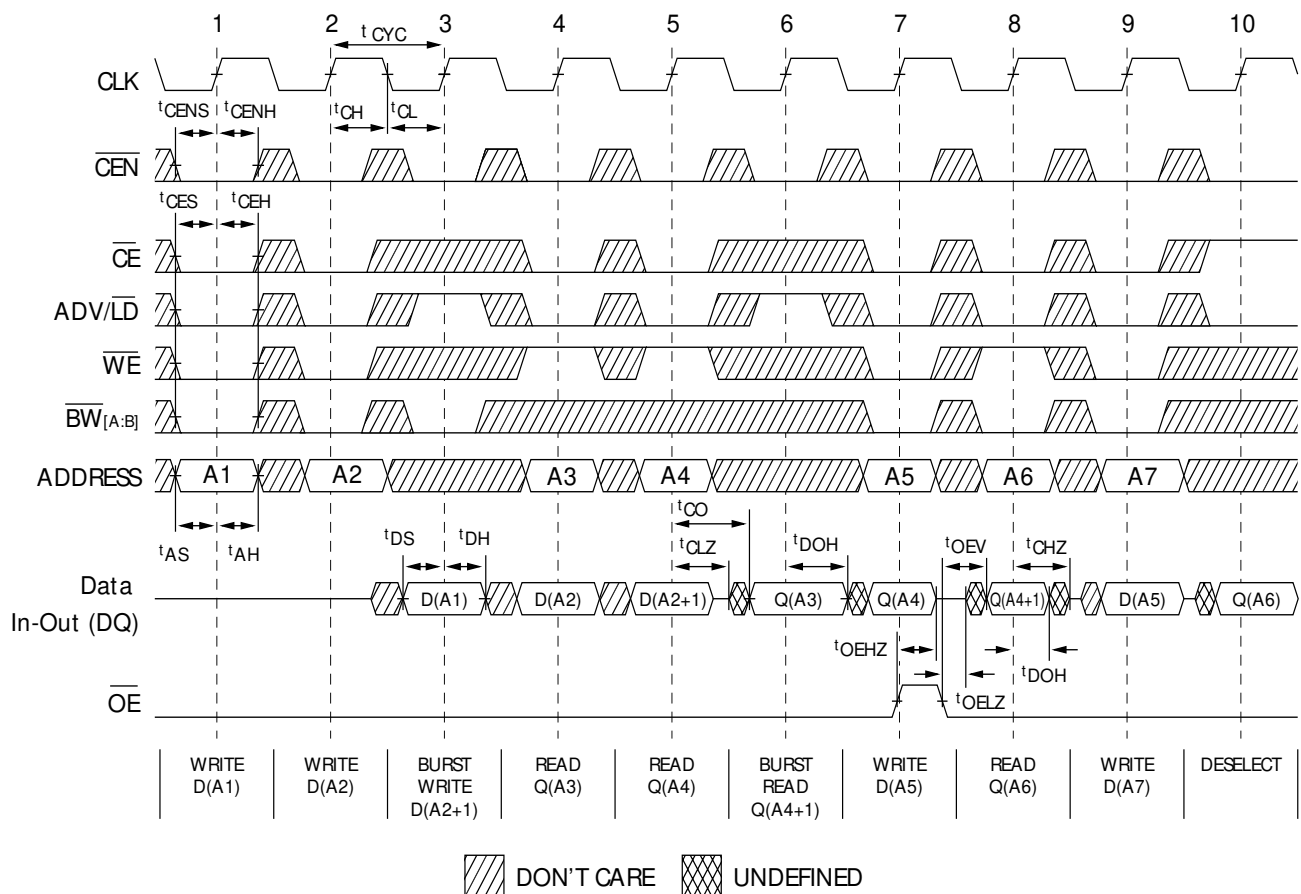 1 2 3 4 5 6 7 8 9 10
tCYC
CLK
tCENS tCENH tCH tCL
CEN
tCES tCEH
CE
ADV/LD
WE
BW[A:B]
ADDRESS A1 A2 A3 A4 A5 A6 A7
tCO
tAS tAH tDS tDH tCLZ tDOH tOEV tCHZ
Data
In-Out (DQ)
D(A1) D(A2) D(A2+1) Q(A3) Q(A4) Q(A4+1) D(A5) Q(A6)
tOEHZ tDOH
tOELZ
OE
WRITE
D(A1)
WRITE
D(A2)
BURST
WRITE
D(A2+1)
READ
Q(A3)
READ
Q(A4)
BURST
READ
Q(A4+1)
WRITE
D(A5)
READ
Q(A6)
WRITE
D(A7)
DESELECT
DON'T CARE UNDEFINED